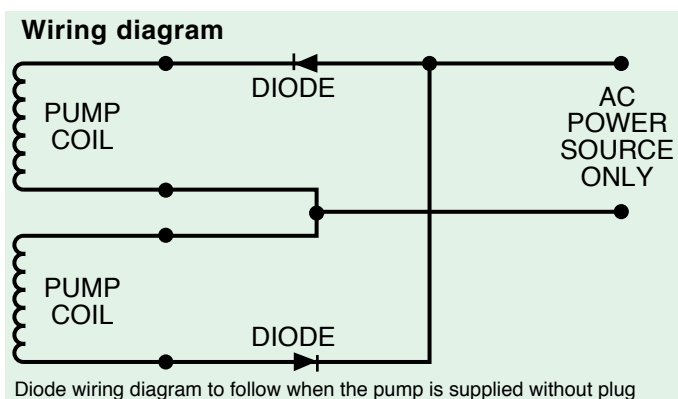 Wiring diagram
DIODE
PUMP
COIL
AC
POWER
SOURCE
ONLY
PUMP
COIL
DIODE
Diode wiring diagram to follow when the pump is supplied without plug